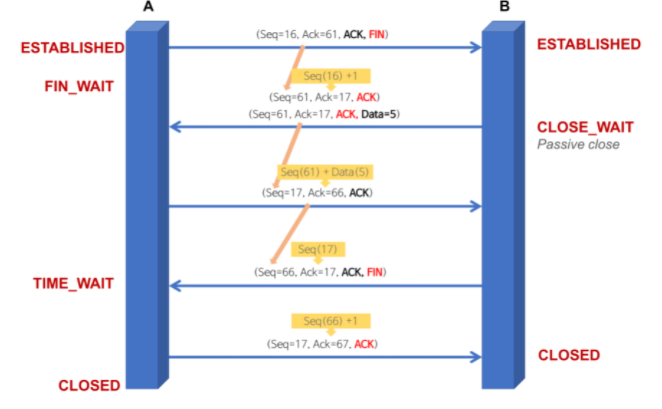 A
B
(Seq=16, Ack=61, ACK, FIN)
ESTABLISHED
ESTABLISHED
Seq(16) +1
FIN_WAIT
(Seq=61, Ack=17, ACK)
(Seq=61, Ack=17, ACK, Data=5)
CLOSE_WAIT
Passive close
Seq(61) + Data(5)
(Seq=17, Ack=66, ACK)
Seq(17)
(Seq=66, Ack=17, ACK, FIN)
TIME_WAIT
Seq(66) +1
(Seq=17, Ack=67, ACK)
CLOSED
CLOSED